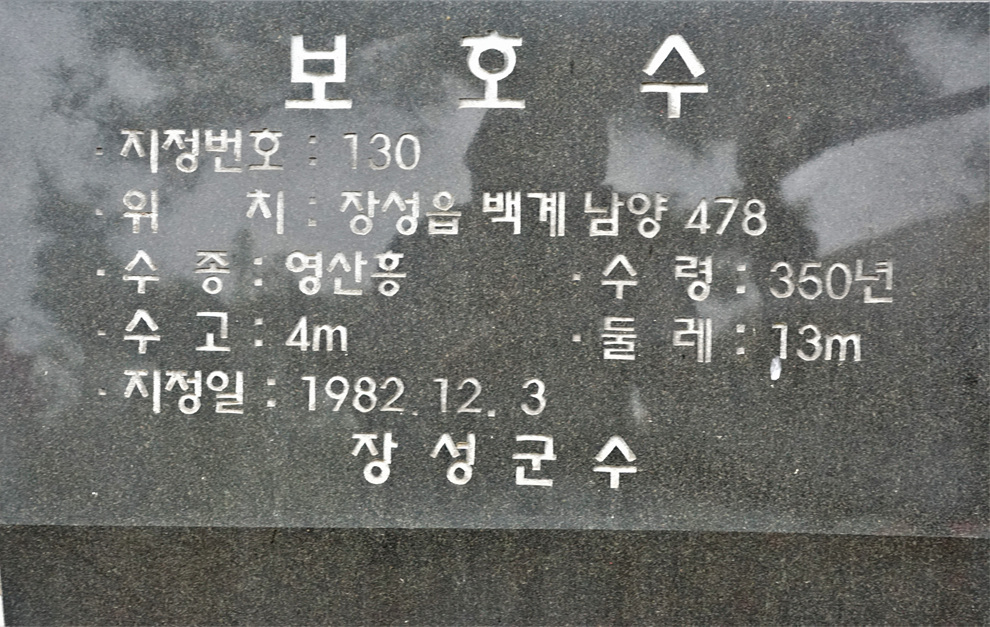 보 호 수
· 지정번호 : 130
· 위 치 : 장성읍 백계 남양 478
· 수 종 : 영산홍 · 수 령 : 350년
· 수 고 : 4m · 둘 레 : 13m
· 지정일 : 1982. 12. 3
장 성 군 수